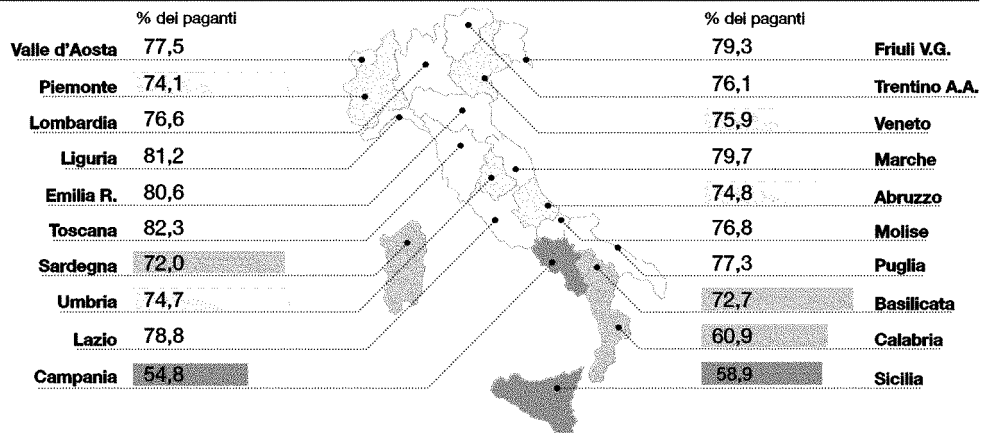 % dei paganti
Valle d'Aosta 77,5
Piemonte 74,1
Lombardia 76,6
Liguria 81,2
Emilia R. 80,6
Toscana 82,3
Sardegna 72,0
Umbria 74,7
Lazio 78,8
Campania 54,8
% dei paganti
79,3 Friuli V.G.
76,1 Trentino A.A.
75,9 Veneto
79,7 Marche
74,8 Abruzzo
76,8 Molise
77,3 Puglia
72,7 Basilicata
60,9 Calabria
58,9 Sicilia